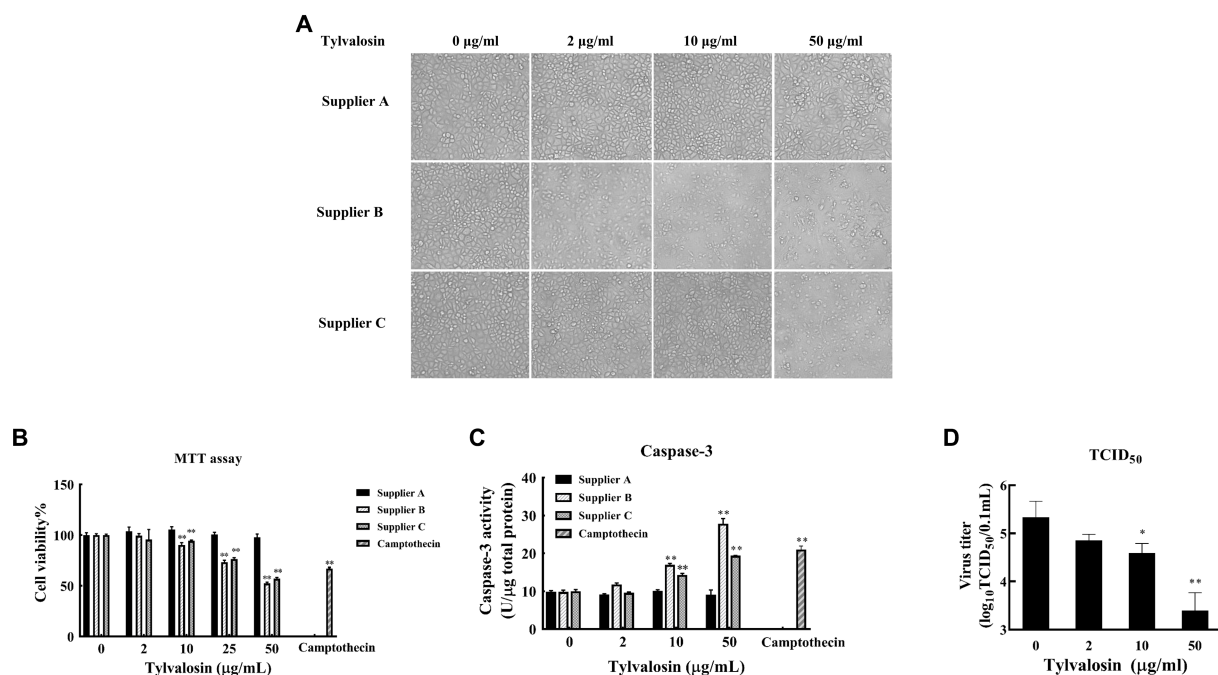 A
Tylvalosin 0 µg/ml 2 µg/ml 10 µg/ml 50 µg/ml
Supplier A
Supplier B
Supplier C
B
MTT assay
Cell viability%
150
100
50
0
** ** ** ** ** ** **
0 2 10 25 50 Camptothecin
Tylvalosin (µg/mL)
Supplier A
Supplier B
Supplier C
Camptothecin
C
Caspase-3
Caspase-3 activity
(U/µg total protein)
40
30
20
10
0
Supplier A
Supplier B
Supplier C
Camptothecin
** ** ** ** **
0 2 10 50 Camptothecin
Tylvalosin (µg/mL)
D
TCID50
Virus titer
(log10TCID50/0.1mL)
6
5
4
3
* **
0 2 10 50
Tylvalosin (µg/ml)